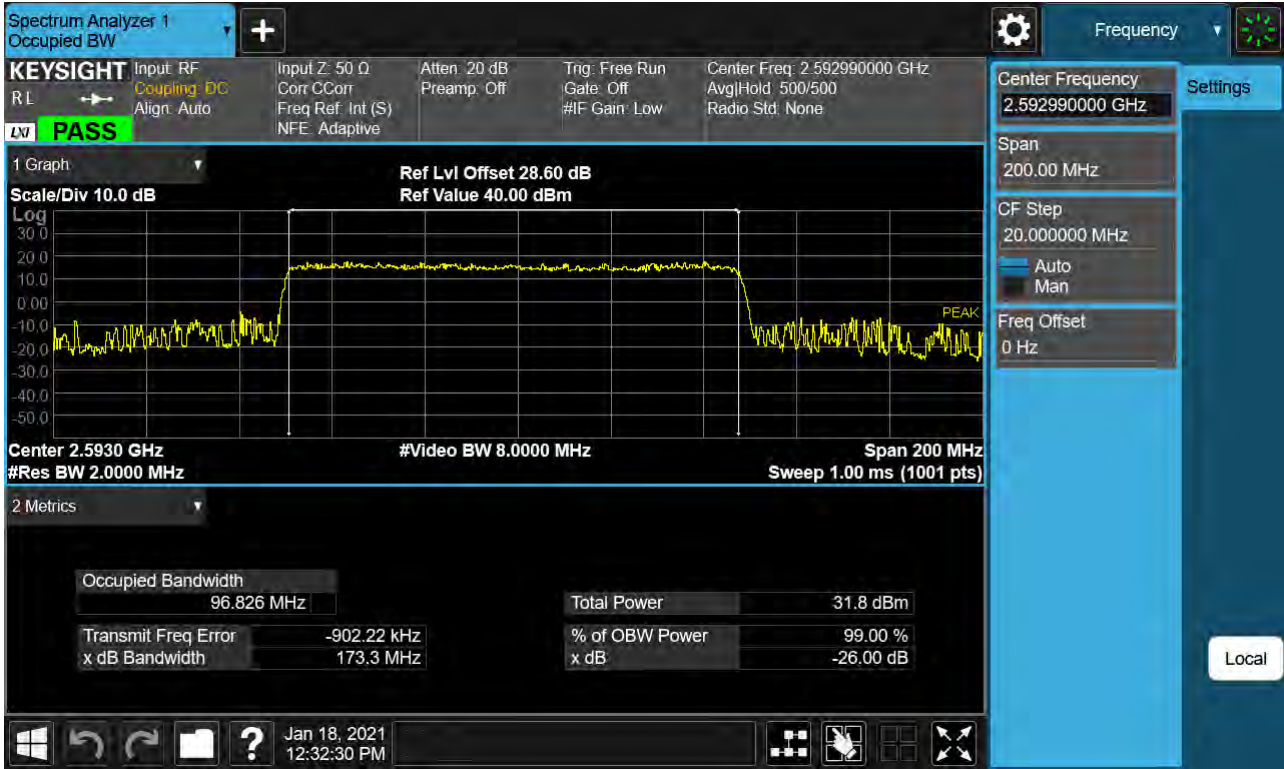 Spectrum Analyzer 1
Occupied BW
Frequency
KEYSIGHT
RL
LXI PASS
Input: RF
Coupling: DC
Align: Auto
Input Z: 50 Ω
Corr CCorr
Freq Ref: Int (S)
NFE: Adaptive
Atten: 20 dB
Preamp: Off
Trig: Free Run
Gate: Off
#IF Gain: Low
Center Freq: 2.592990000 GHz
Avg|Hold: 500/500
Radio Std: None
Center Frequency
2.592990000 GHz
Settings
Span
200.00 MHz
CF Step
20.000000 MHz
Auto
Man
Freq Offset
0 Hz
Local
1 Graph
Scale/Div 10.0 dB
Ref Lvl Offset 28.60 dB
Ref Value 40.00 dBm
Log
30.0
20.0
10.0
0.00
-10.0
-20.0
-30.0
-40.0
-50.0
PEAK
Center 2.5930 GHz
#Video BW 8.0000 MHz
Span 200 MHz
#Res BW 2.0000 MHz
Sweep 1.00 ms (1001 pts)
2 Metrics
Occupied Bandwidth
96.826 MHz
Total Power 31.8 dBm
Transmit Freq Error -902.22 kHz
% of OBW Power 99.00 %
x dB Bandwidth 173.3 MHz
x dB -26.00 dB
?
Jan 18, 2021
12:32:30 PM